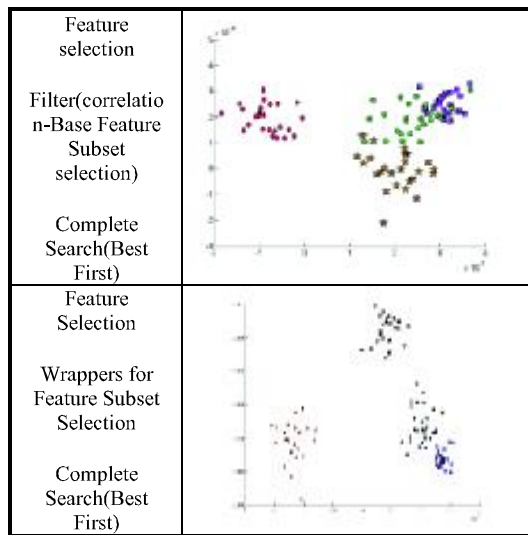 Feature
selection
Filter(correlatio
n-Base Feature
Subset
selection)
Complete
Search(Best
First)
Feature
Selection
Wrappers for
Feature Subset
Selection
Complete
Search(Best
First)